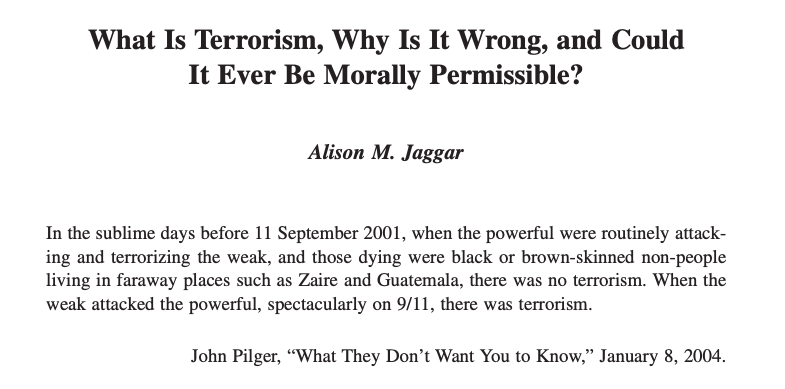 What Is Terrorism, Why Is It Wrong, and Could
It Ever Be Morally Permissible?
Alison M. Jaggar
In the sublime days before 11 September 2001, when the powerful were routinely attack-
ing and terrorizing the weak, and those dying were black or brown-skinned non-people
living in faraway places such as Zaire and Guatemala, there was no terrorism. When the
weak attacked the powerful, spectacularly on 9/11, there was terrorism.
John Pilger, “What They Don’t Want You to Know,” January 8, 2004.